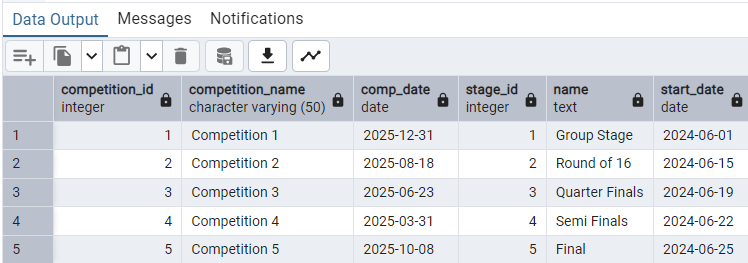 Data Output Messages Notifications
competition_id competition_name comp_date stage_id name start_date
integer character varying (50) date integer text date
1 1 Competition 1 2025-12-31 1 Group Stage 2024-06-01
2 2 Competition 2 2025-08-18 2 Round of 16 2024-06-15
3 3 Competition 3 2025-06-23 3 Quarter Finals 2024-06-19
4 4 Competition 4 2025-03-31 4 Semi Finals 2024-06-22
5 5 Competition 5 2025-10-08 5 Final 2024-06-25